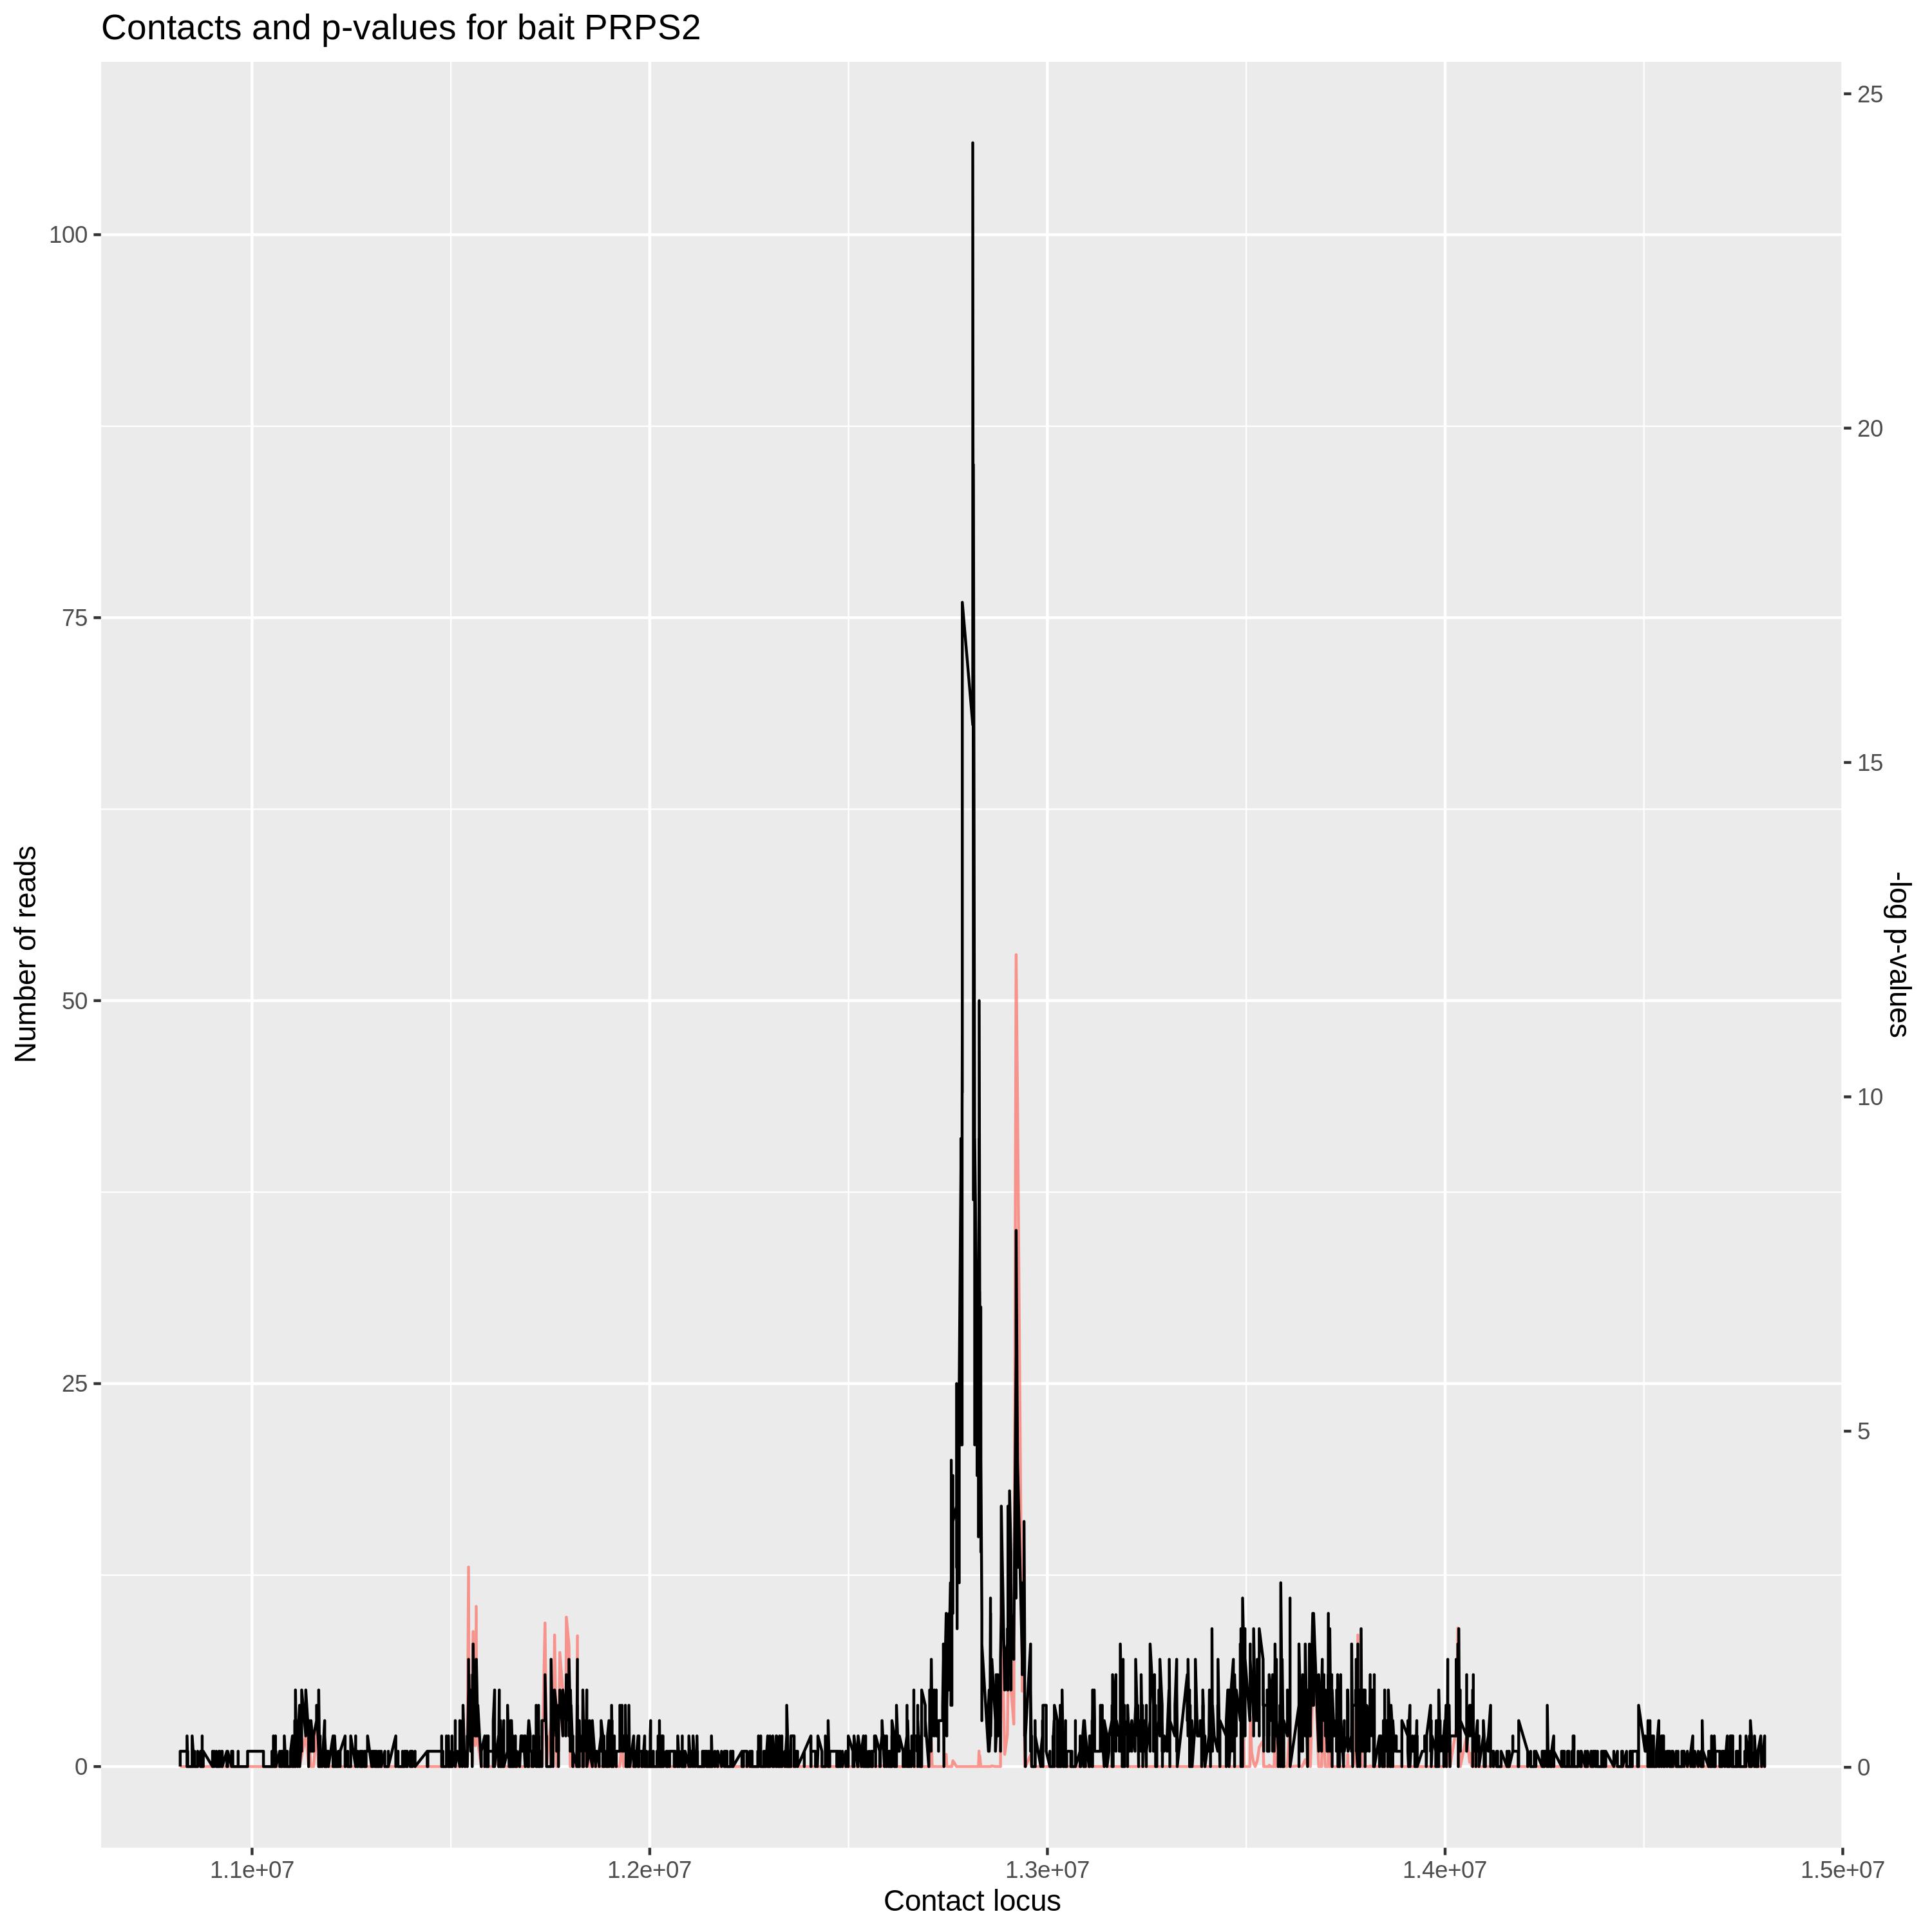 Contacts and p-values for bait PRPS2
100
75
50
25
0
Number of reads
25
20
15
10
5
0
-log p-values
1.1e+07
1.2e+07
1.3e+07
1.4e+07
1.5e+07
Contact locus